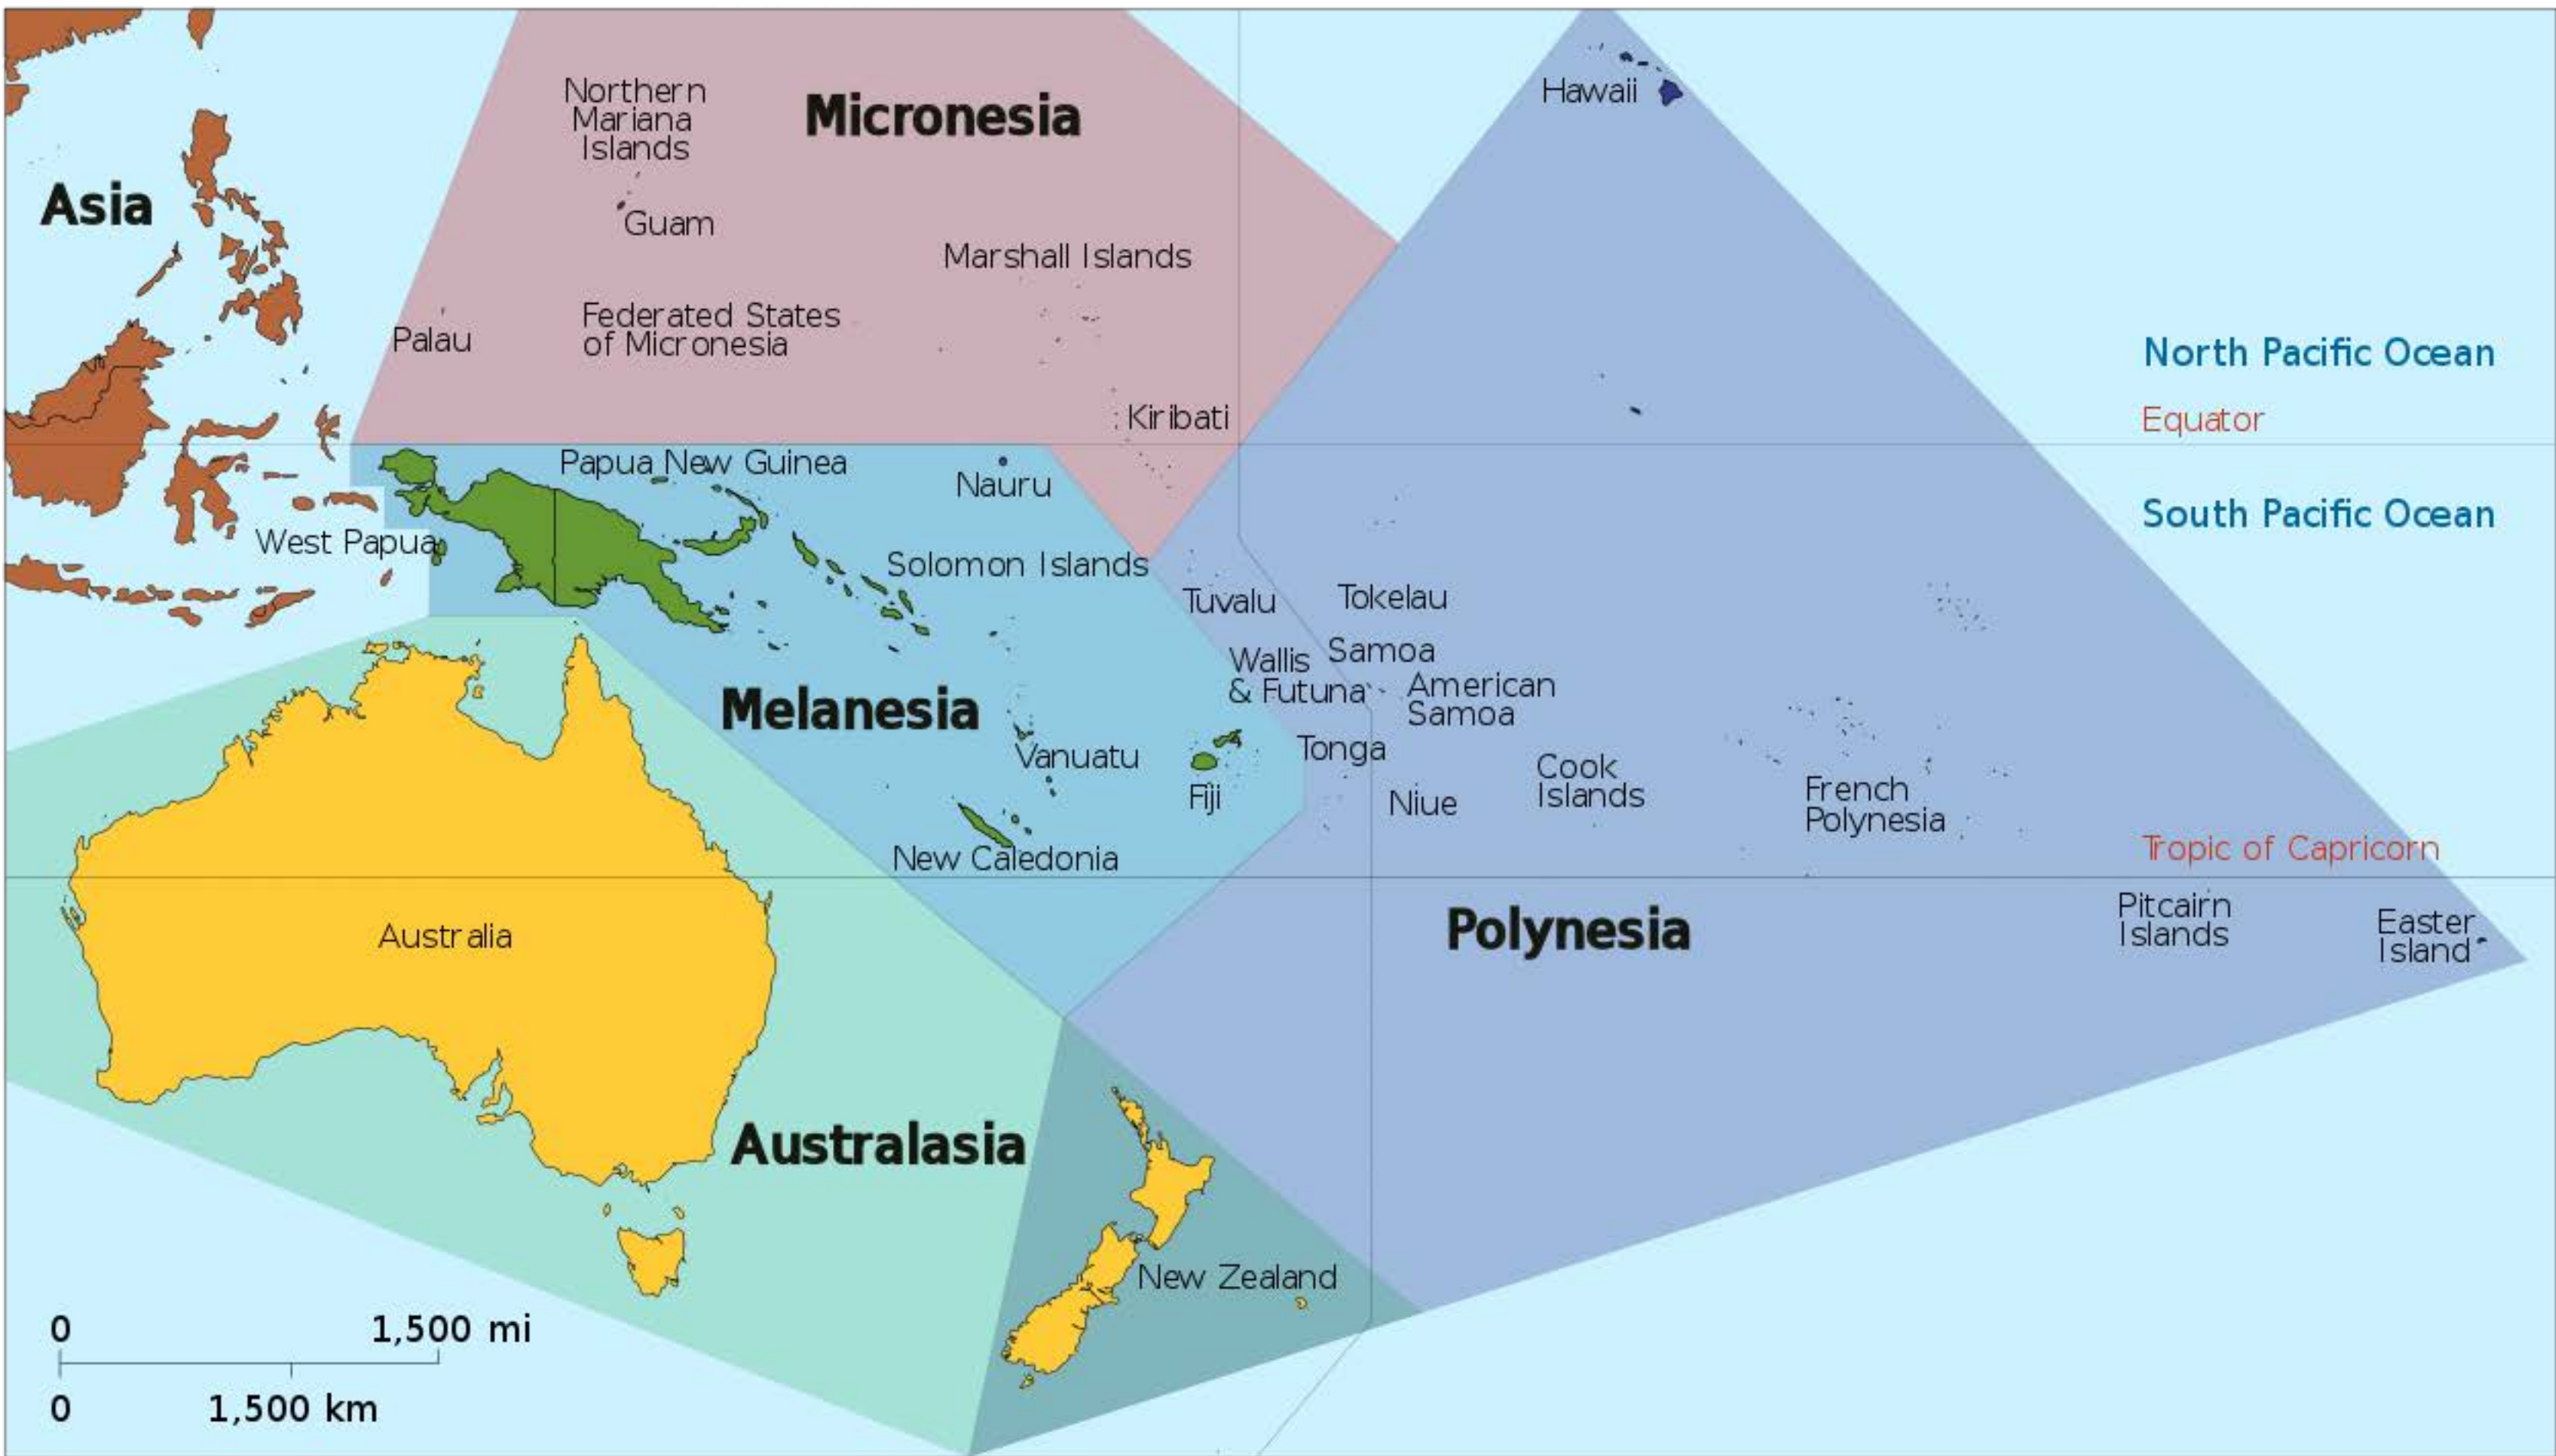 Northern
Mariana
Islands
Micronesia
Hawaii
Asia
Guam
Marshall Islands
Federated States
of Micronesia
Palau
North Pacific Ocean
Kiribati
Equator
Papua New Guinea
Nauru
South Pacific Ocean
West Papua
Solomon Islands
Tuvalu
Tokelau
Wallis
& Futuna
Samoa
American
Samoa
Melanesia
Vanuatu
Tonga
Fiji
Niue
Cook
Islands
French
Polynesia
New Caledonia
Tropic of Capricorn
Australia
Polynesia
Pitcairn
Islands
Easter
Island
Australasia
New Zealand
0
1,500 mi
0
1,500 km